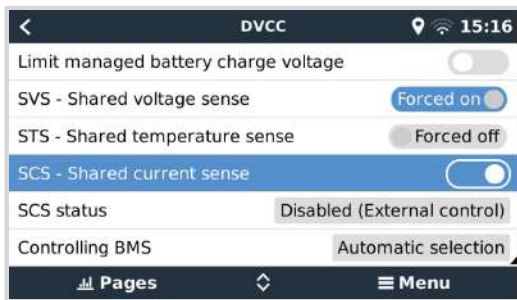 DVCC 15:16
Limit managed battery charge voltage
SVS - Shared voltage sense Forced on
STS - Shared temperature sense Forced off
SCS - Shared current sense
SCS status Disabled (External control)
Controlling BMS Automatic selection
Pages Menu